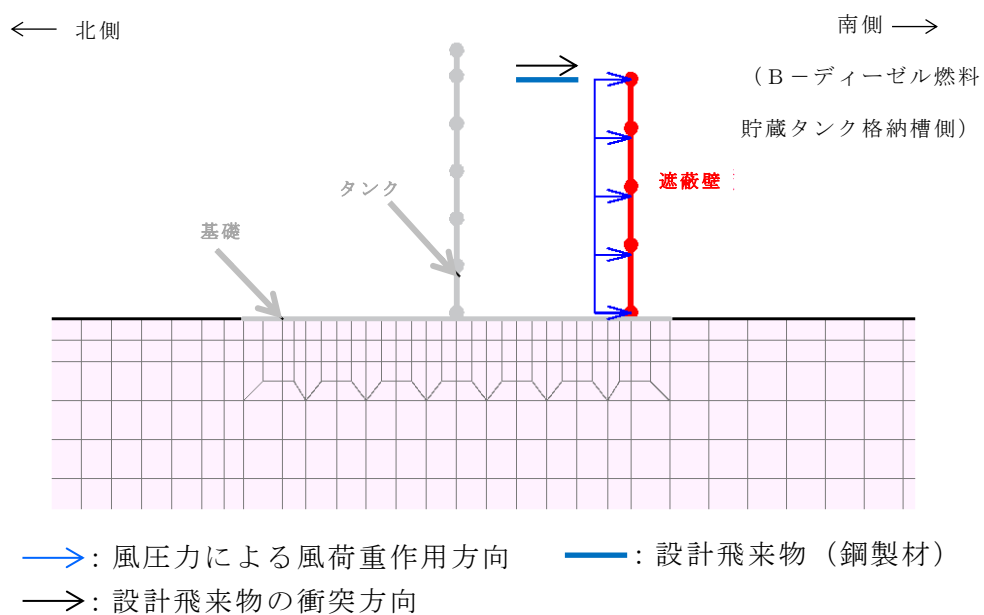 北側
南側
（Ｂ－ディーゼル燃料
貯蔵タンク格納槽側）
タンク
遮蔽壁
基礎
：風圧力による風荷重作用方向
：設計飛来物（鋼製材）
：設計飛来物の衝突方向